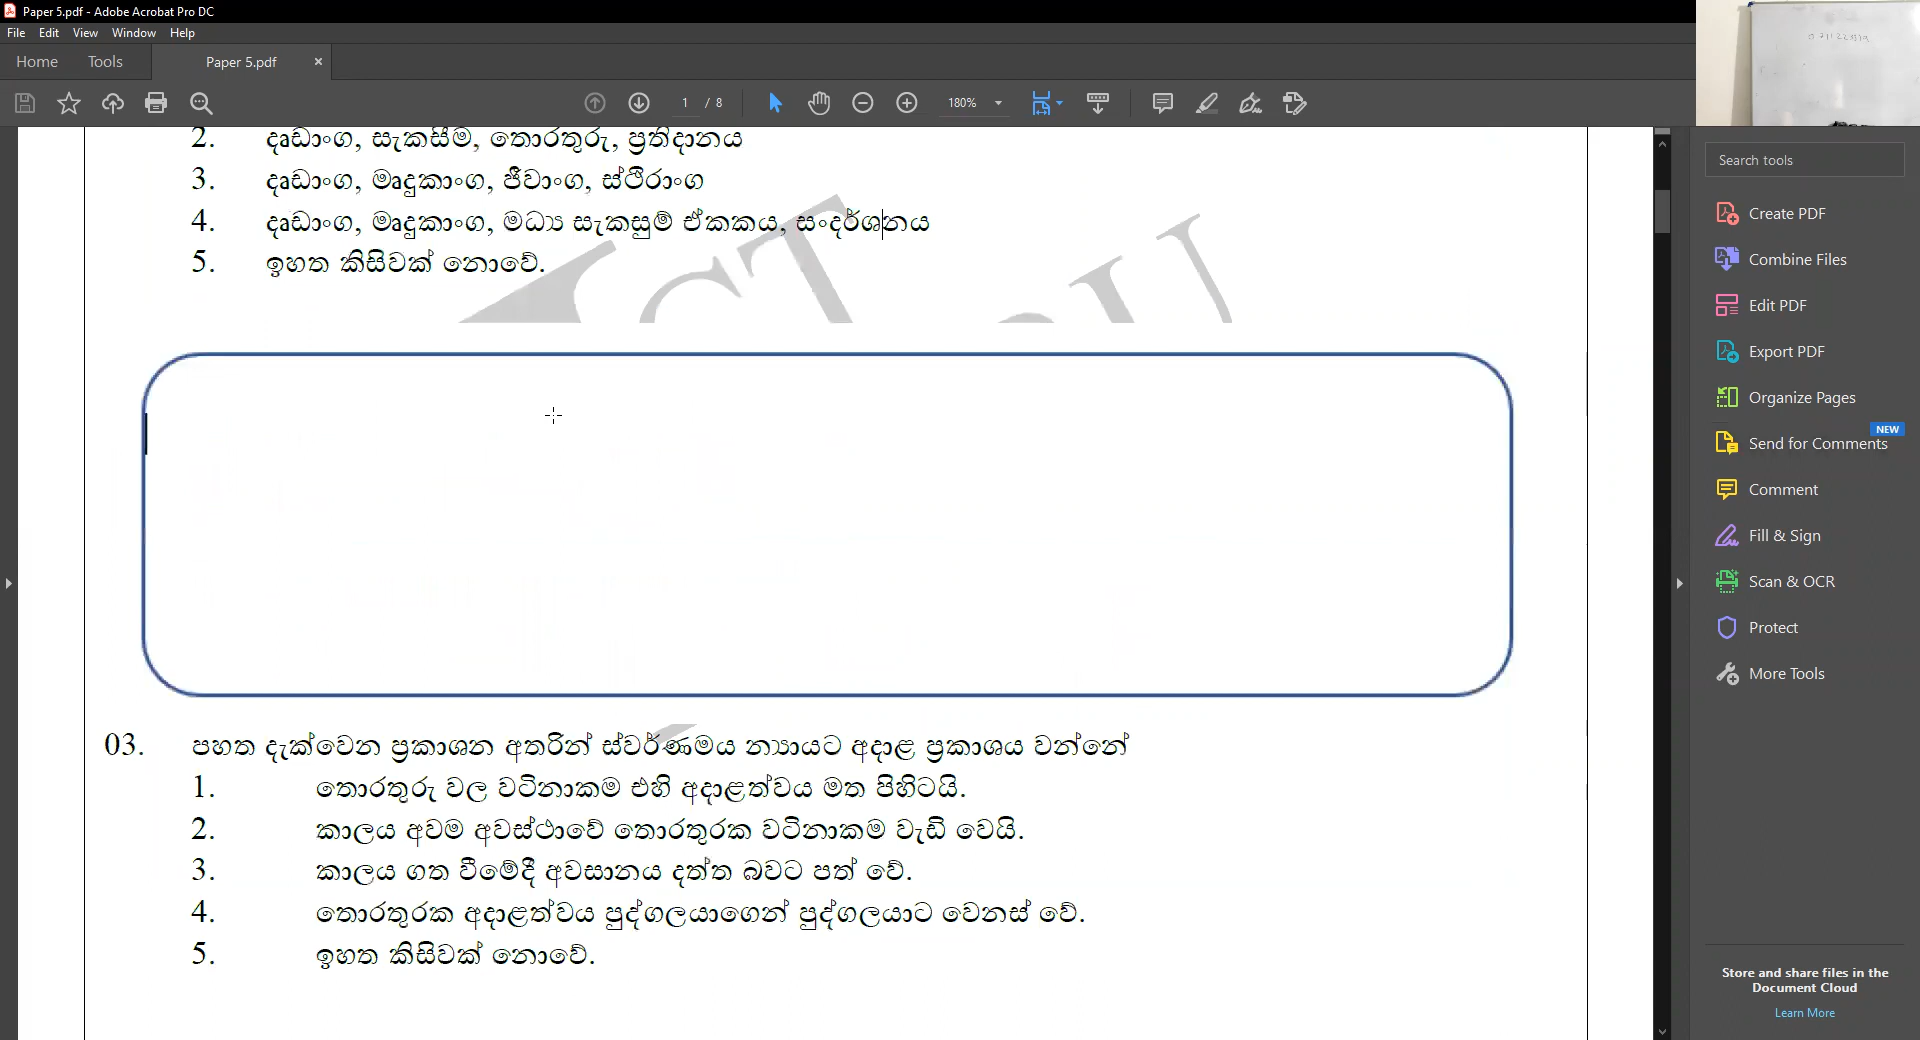 Paper 5.pdf - Adobe Acrobat Pro DC
File Edit View Window Help
Home Tools Paper 5.pdf ×
1 / 8 180%
2. දෘඩාංග, සැකසීම, තොරතුරු, ප්‍රතිදානය
3. දෘඩාංග, මෘදුකාංග, ජීවාංග, ස්ථිරාංග
4. දෘඩාංග, මෘදුකාංග, මධ්‍ය සැකසුම් ඒකකය, සංදර්ශනය
5. ඉහත කිසිවක් නොවේ.
03. පහත දැක්වෙන ප්‍රකාශන අතරින් ස්වර්ණමය න්‍යායට අදාළ ප්‍රකාශය වන්නේ
1. තොරතුරු වල වටිනාකම එහි අදාළත්වය මත පිහිටයි.
2. කාලය අවම අවස්ථාවේ තොරතුරක වටිනාකම වැඩි වෙයි.
3. කාලය ගත වීමේදී අවසානය දත්ත බවට පත් වේ.
4. තොරතුරක අදාළත්වය පුද්ගලයාගෙන් පුද්ගලයාට වෙනස් වේ.
5. ඉහත කිසිවක් නොවේ.
Search tools
Create PDF
Combine Files
Edit PDF
Export PDF
Organize Pages
NEW
Send for Comments
Comment
Fill & Sign
Scan & OCR
Protect
More Tools
Store and share files in the
Document Cloud
Learn More